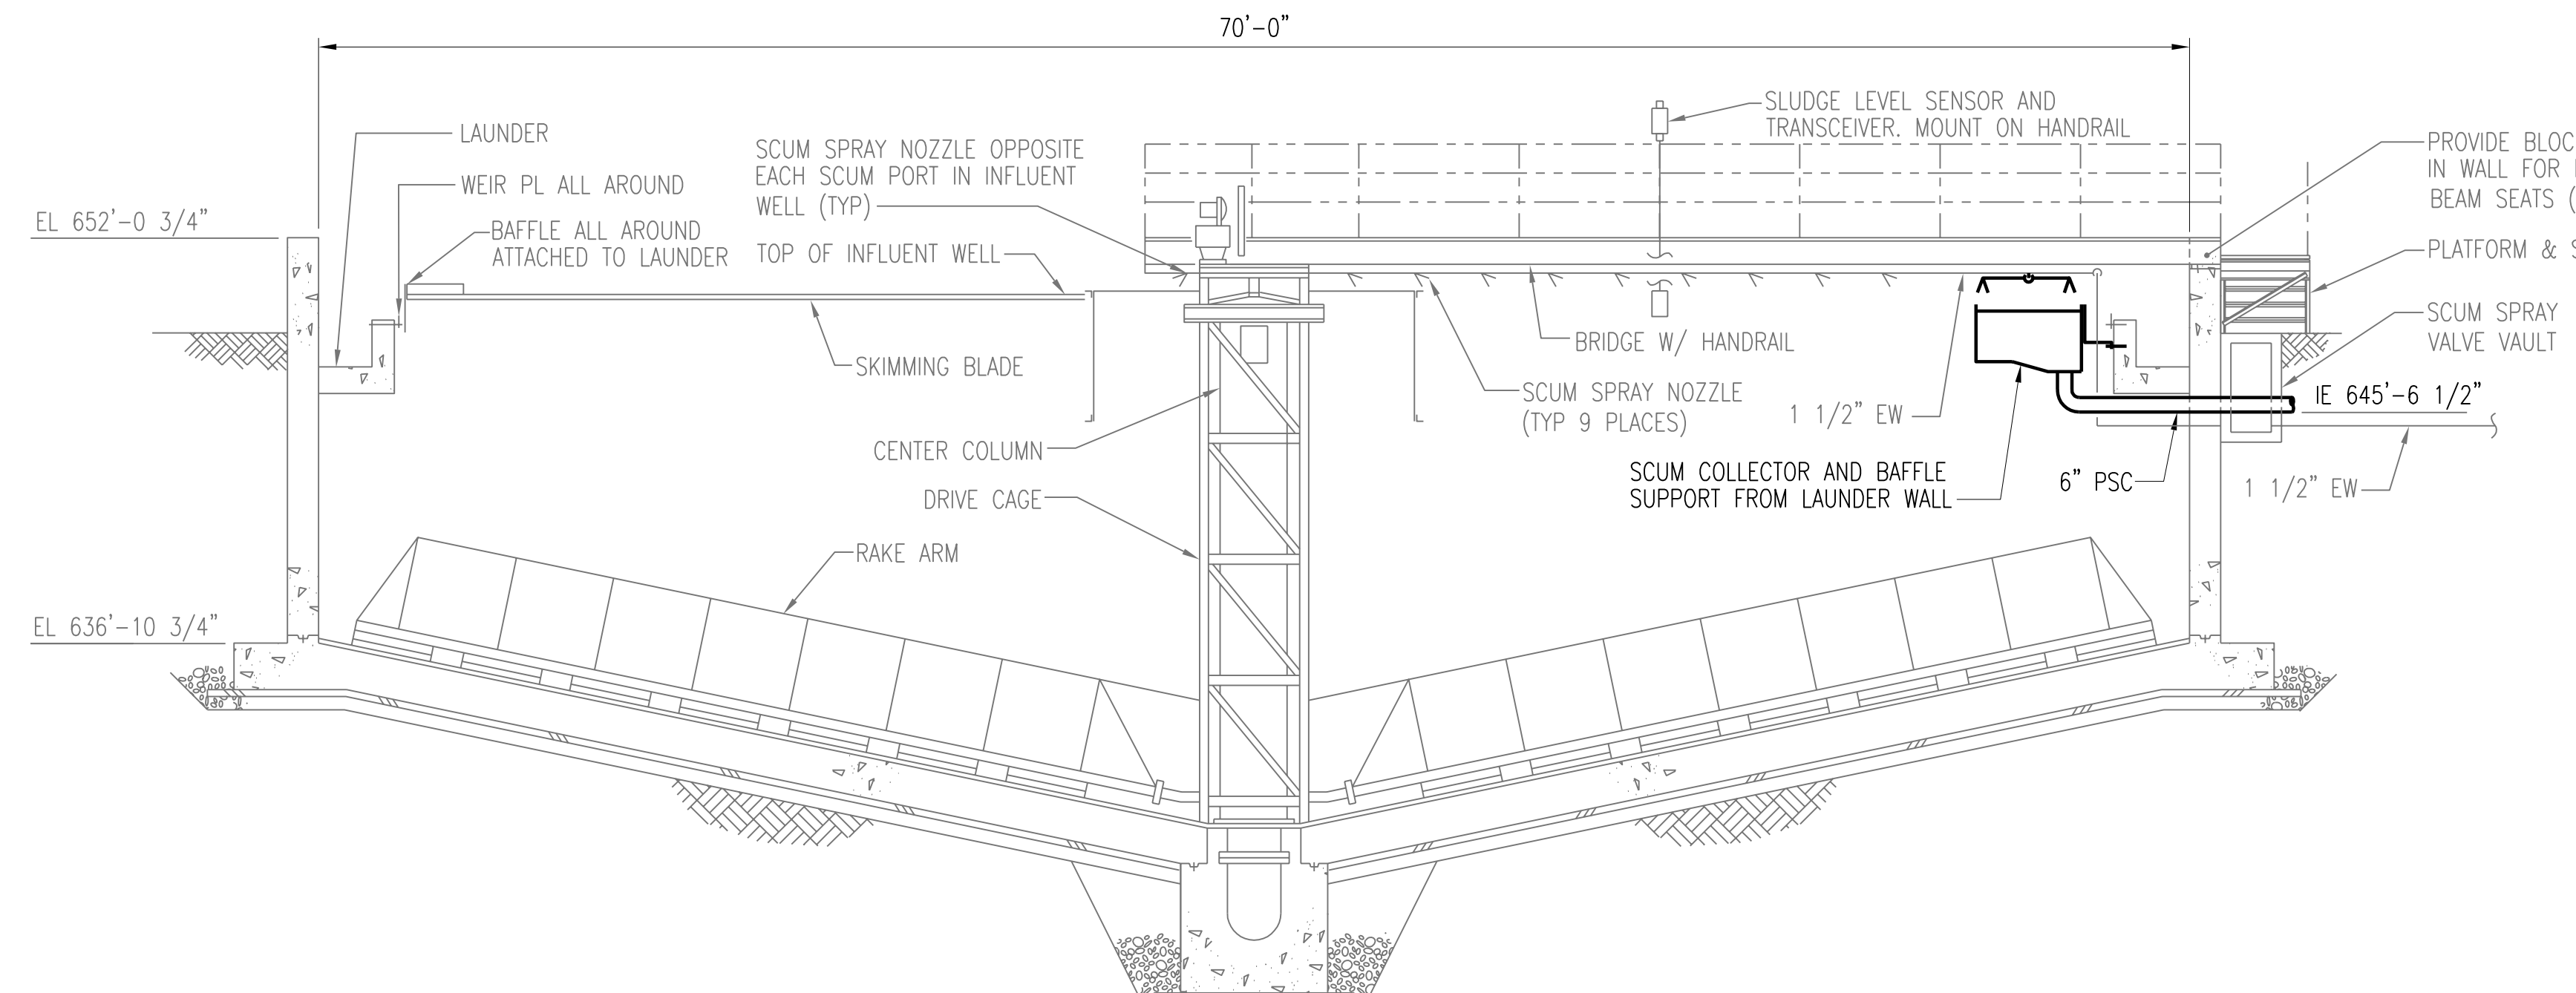 70'-0"
SLUDGE LEVEL SENSOR AND
TRANSCEIVER. MOUNT ON HANDRAIL
LAUNDER
SCUM SPRAY NOZZLE OPPOSITE
EACH SCUM PORT IN INFLUENT
WELL (TYP)
PROVIDE BLOC
IN WALL FOR
BEAM SEATS (
WEIR PL ALL AROUND
EL 652'-0 3/4"
BAFFLE ALL AROUND
ATTACHED TO LAUNDER
TOP OF INFLUENT WELL
PLATFORM & S
SCUM SPRAY
VALVE VAULT
BRIDGE W/ HANDRAIL
SKIMMING BLADE
SCUM SPRAY NOZZLE
(TYP 9 PLACES)
1 1/2" EW
IE 645'-6 1/2"
CENTER COLUMN
SCUM COLLECTOR AND BAFFLE
SUPPORT FROM LAUNDER WALL
6" PSC
1 1/2" EW
DRIVE CAGE
RAKE ARM
EL 636'-10 3/4"